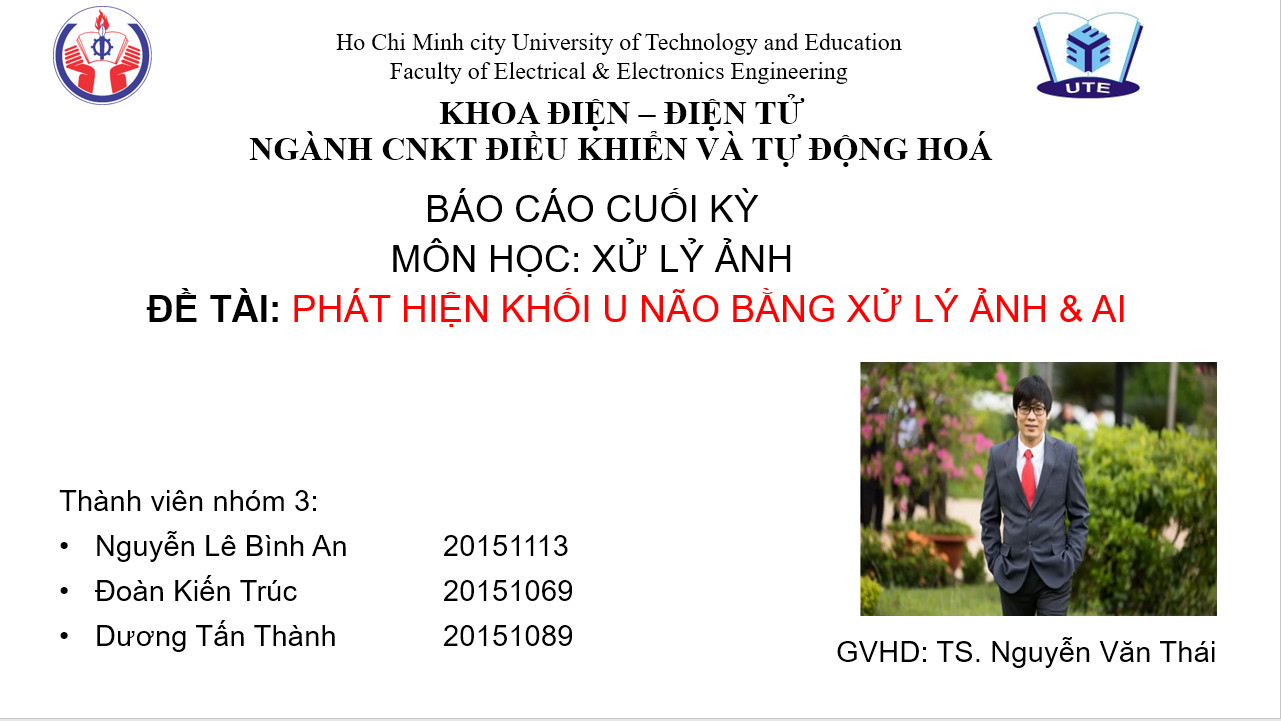 Ho Chi Minh city University of Technology and Education
Faculty of Electrical & Electronics Engineering
UTE
KHOA ĐIỆN – ĐIỆN TỬ
NGÀNH CNKT ĐIỀU KHIỂN VÀ TỰ ĐỘNG HOÁ
BÁO CÁO CUỐI KỲ
MÔN HỌC: XỬ LÝ ẢNH
ĐỀ TÀI: PHÁT HIỆN KHỐI U NÃO BẰNG XỬ LÝ ẢNH & AI
Thành viên nhóm 3:
• Nguyễn Lê Bình An 20151113
• Đoàn Kiến Trúc 20151069
• Dương Tấn Thành 20151089
GVHD: TS. Nguyễn Văn Thái